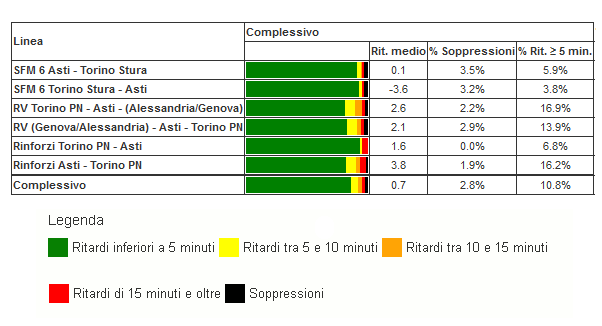 Linea Complessivo
Rit. medio % Soppressioni % Rit. ≥ 5 min.
SFM 6 Asti - Torino Stura 0.1 3.5% 5.9%
SFM 6 Torino Stura - Asti -3.6 3.2% 3.8%
RV Torino PN - Asti - (Alessandria/Genova) 2.6 2.2% 16.9%
RV (Genova/Alessandria) - Asti - Torino PN 2.1 2.9% 13.9%
Rinforzi Torino PN - Asti 1.6 0.0% 6.8%
Rinforzi Asti - Torino PN 3.8 1.9% 16.2%
Complessivo 0.7 2.8% 10.8%
Legenda
Ritardi inferiori a 5 minuti Ritardi tra 5 e 10 minuti Ritardi tra 10 e 15 minuti
Ritardi di 15 minuti e oltre Soppressioni